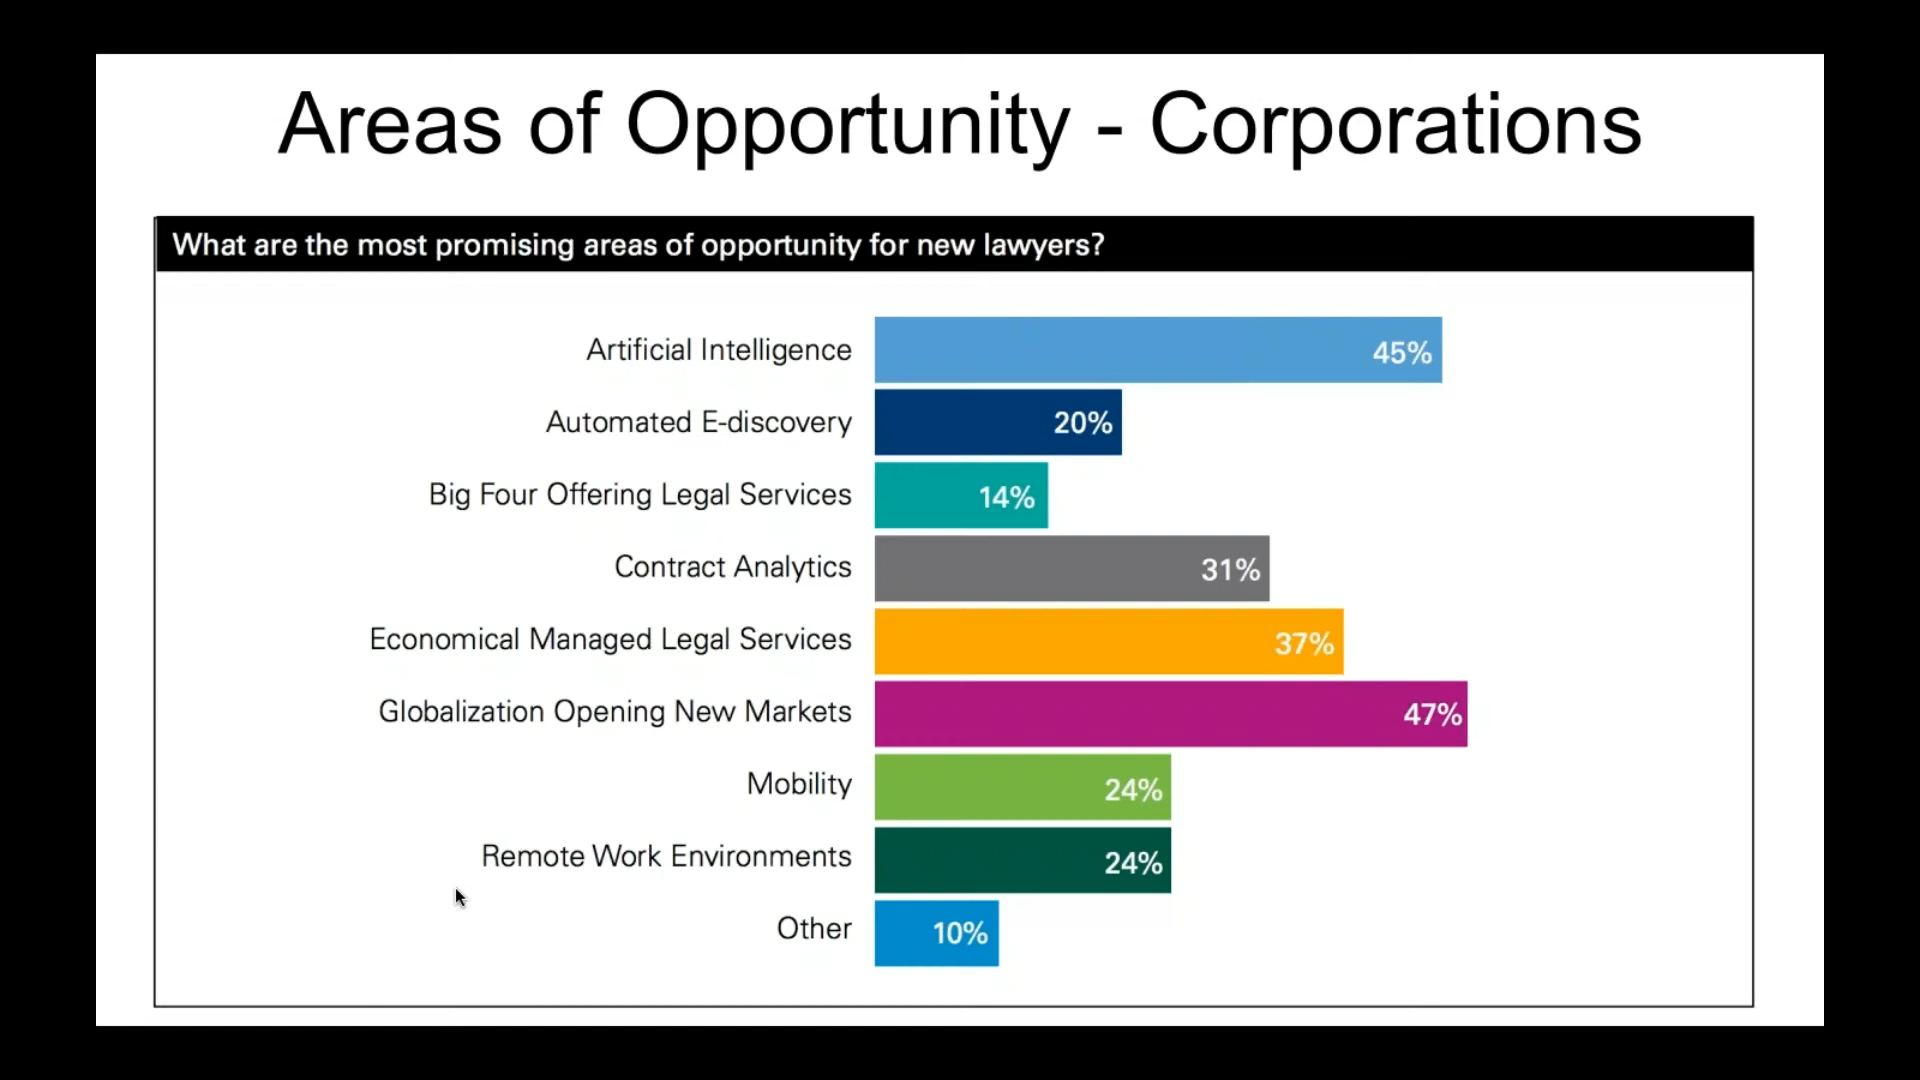 Areas of Opportunity - Corporations
What are the most promising areas of opportunity for new lawyers?
Artificial Intelligence 45%
Automated E-discovery 20%
Big Four Offering Legal Services 14%
Contract Analytics 31%
Economical Managed Legal Services 37%
Globalization Opening New Markets 47%
Mobility 24%
Remote Work Environments 24%
Other 10%